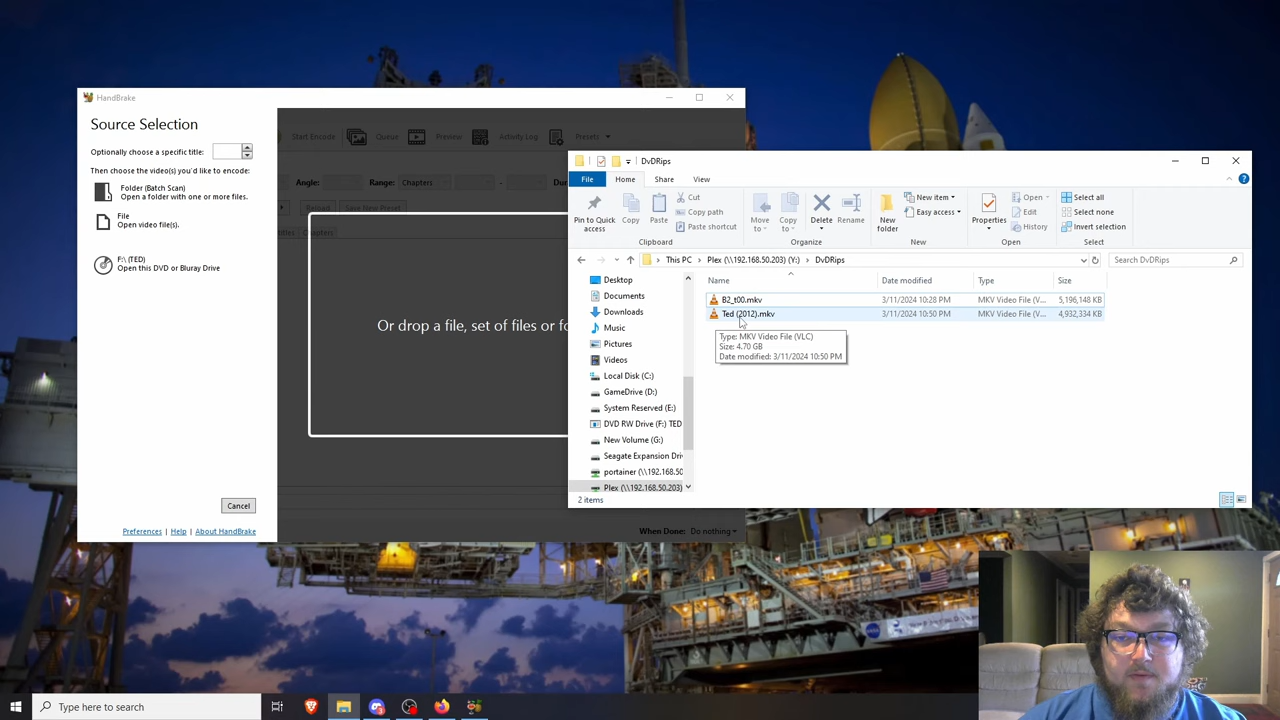 HandBrake
Source Selection
Optionally choose a specific title:
Then choose the video(s) you'd like to encode:
Folder (Batch Scan)
Open a folder with one or more files.
File
Open video file(s).
F:\ (TED)
Open this DVD or Bluray Drive
Cancel
Preferences | Help | About HandBrake
Start Encode
Queue
Preview
Activity Log
Presets
Angle:
Range:
Chapters
-
Reload
Save New Preset
Chapters
Or drop a file, set of files or fo
When Done: Do nothing
DvDRips
File
Home
Share
View
Pin to Quick access
Copy
Paste
Cut
Copy path
Paste shortcut
Clipboard
Move to
Copy to
Delete
Rename
Organize
New folder
New item
Easy access
New
Properties
Open
Edit
History
Open
Select all
Select none
Invert selection
Select
This PC > Plex (\\192.168.50.203) (Y:) > DvDRips
Search DvDRips
Name
Date modified
Type
Size
B2_t00.mkv 3/11/2024 10:28 PM MKV Video File (V... 5,196,148 KB
Ted (2012).mkv 3/11/2024 10:50 PM MKV Video File (V... 4,932,334 KB
Type: MKV Video File (VLC)
Size: 4.70 GB
Date modified: 3/11/2024 10:50 PM
Desktop
Documents
Downloads
Music
Pictures
Videos
Local Disk (C:)
GameDrive (D:)
System Reserved (E:)
DVD RW Drive (F:) TED
New Volume (G:)
Seagate Expansion Dri
portainer (\\192.168.50
Plex (\\192.168.50.203)
2 items
NASA
Type here to search